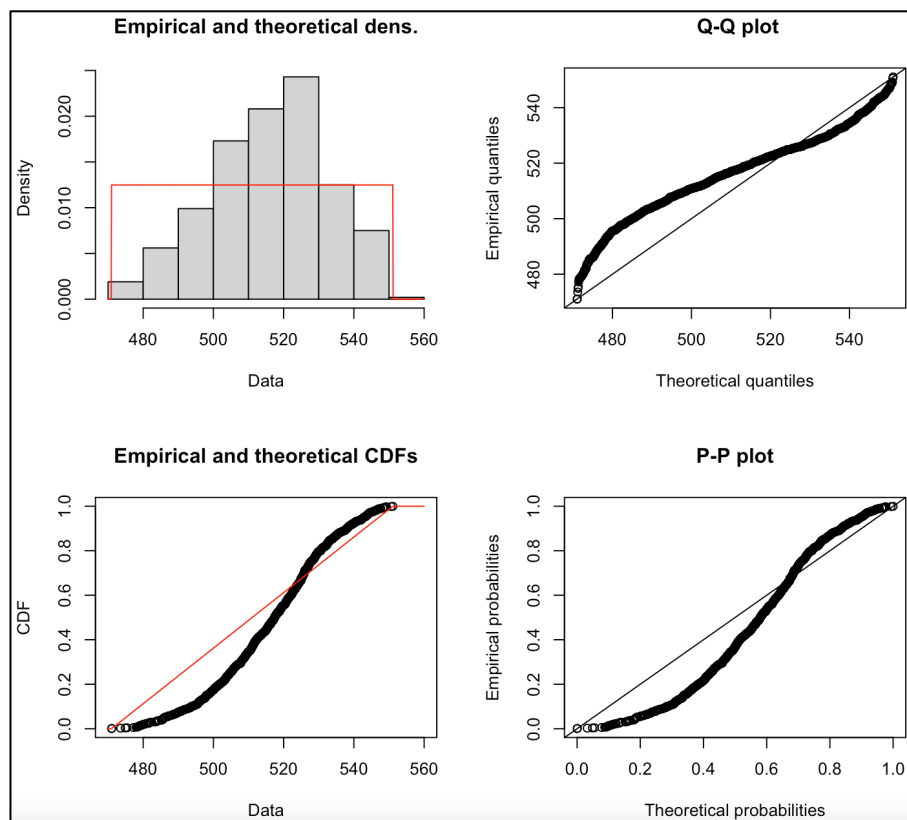 Empirical and theoretical dens.
Density
0.000
0.010
0.020
480 500 520 540 560
Data
Q-Q plot
Empirical quantiles
480
500
520
540
480 500 520 540
Theoretical quantiles
Empirical and theoretical CDFs
CDF
0.0
0.2
0.4
0.6
0.8
1.0
480 500 520 540 560
Data
P-P plot
Empirical probabilities
0.0
0.2
0.4
0.6
0.8
1.0
0.0 0.2 0.4 0.6 0.8 1.0
Theoretical probabilities